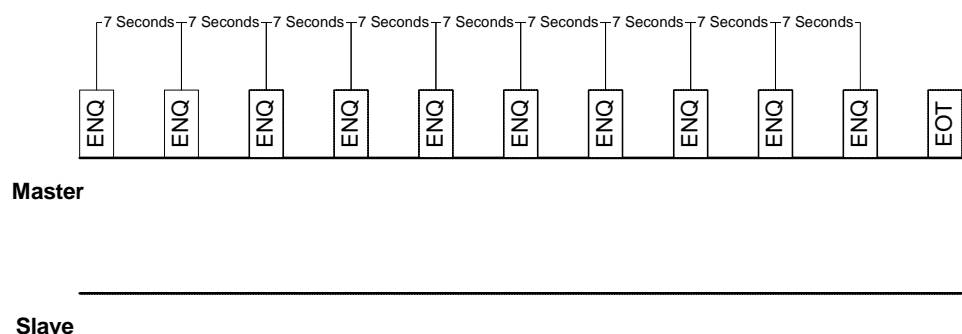 7 Seconds 7 Seconds 7 Seconds 7 Seconds 7 Seconds 7 Seconds 7 Seconds 7 Seconds 7 Seconds
ENQ ENQ ENQ ENQ ENQ ENQ ENQ ENQ ENQ ENQ EOT
Master
Slave